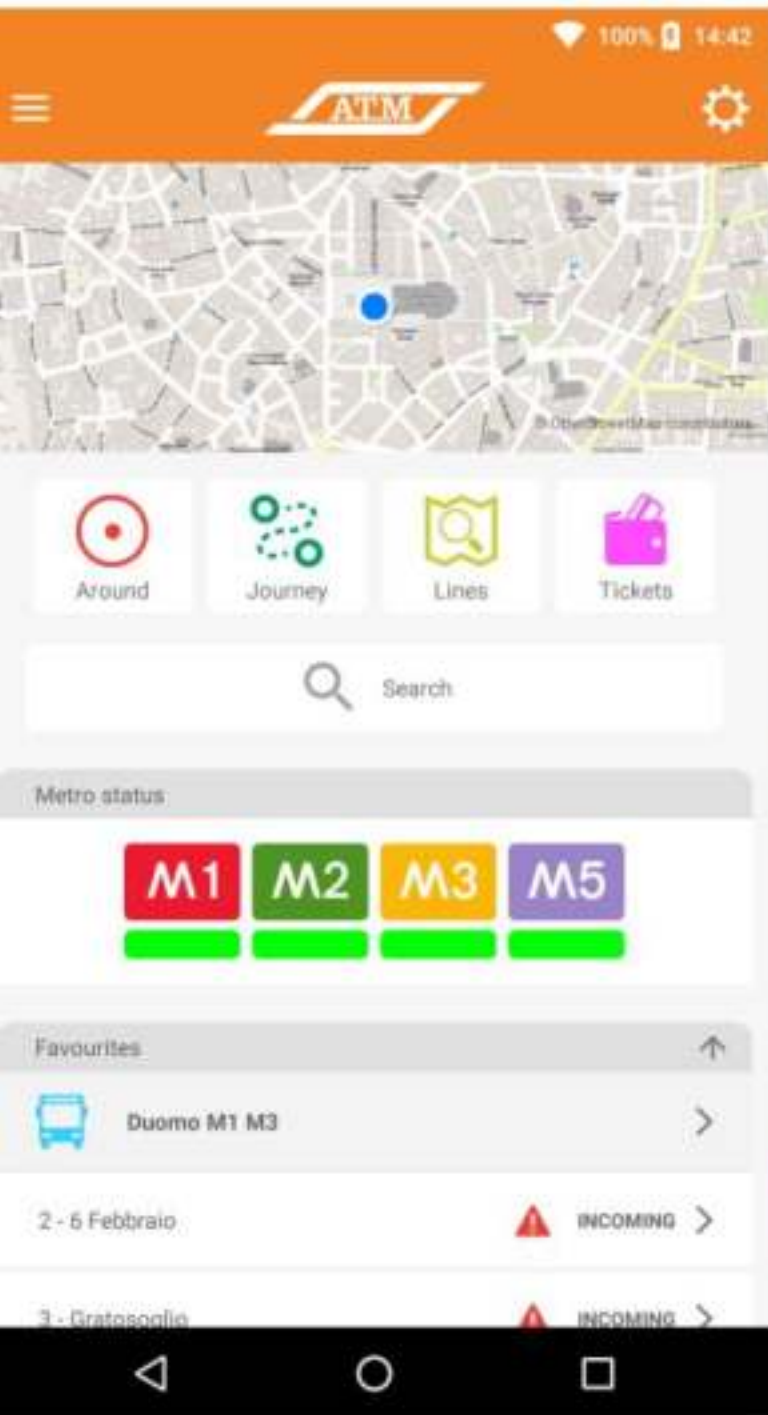 100% 14:42
ATM
© OpenStreetMap contributors
Around Journey Lines Tickets
Search
Metro status
M1 M2 M3 M5
Favourites
Duomo M1 M3
2 - 6 Febbraio INCOMING
3 - Gratosoglio INCOMING